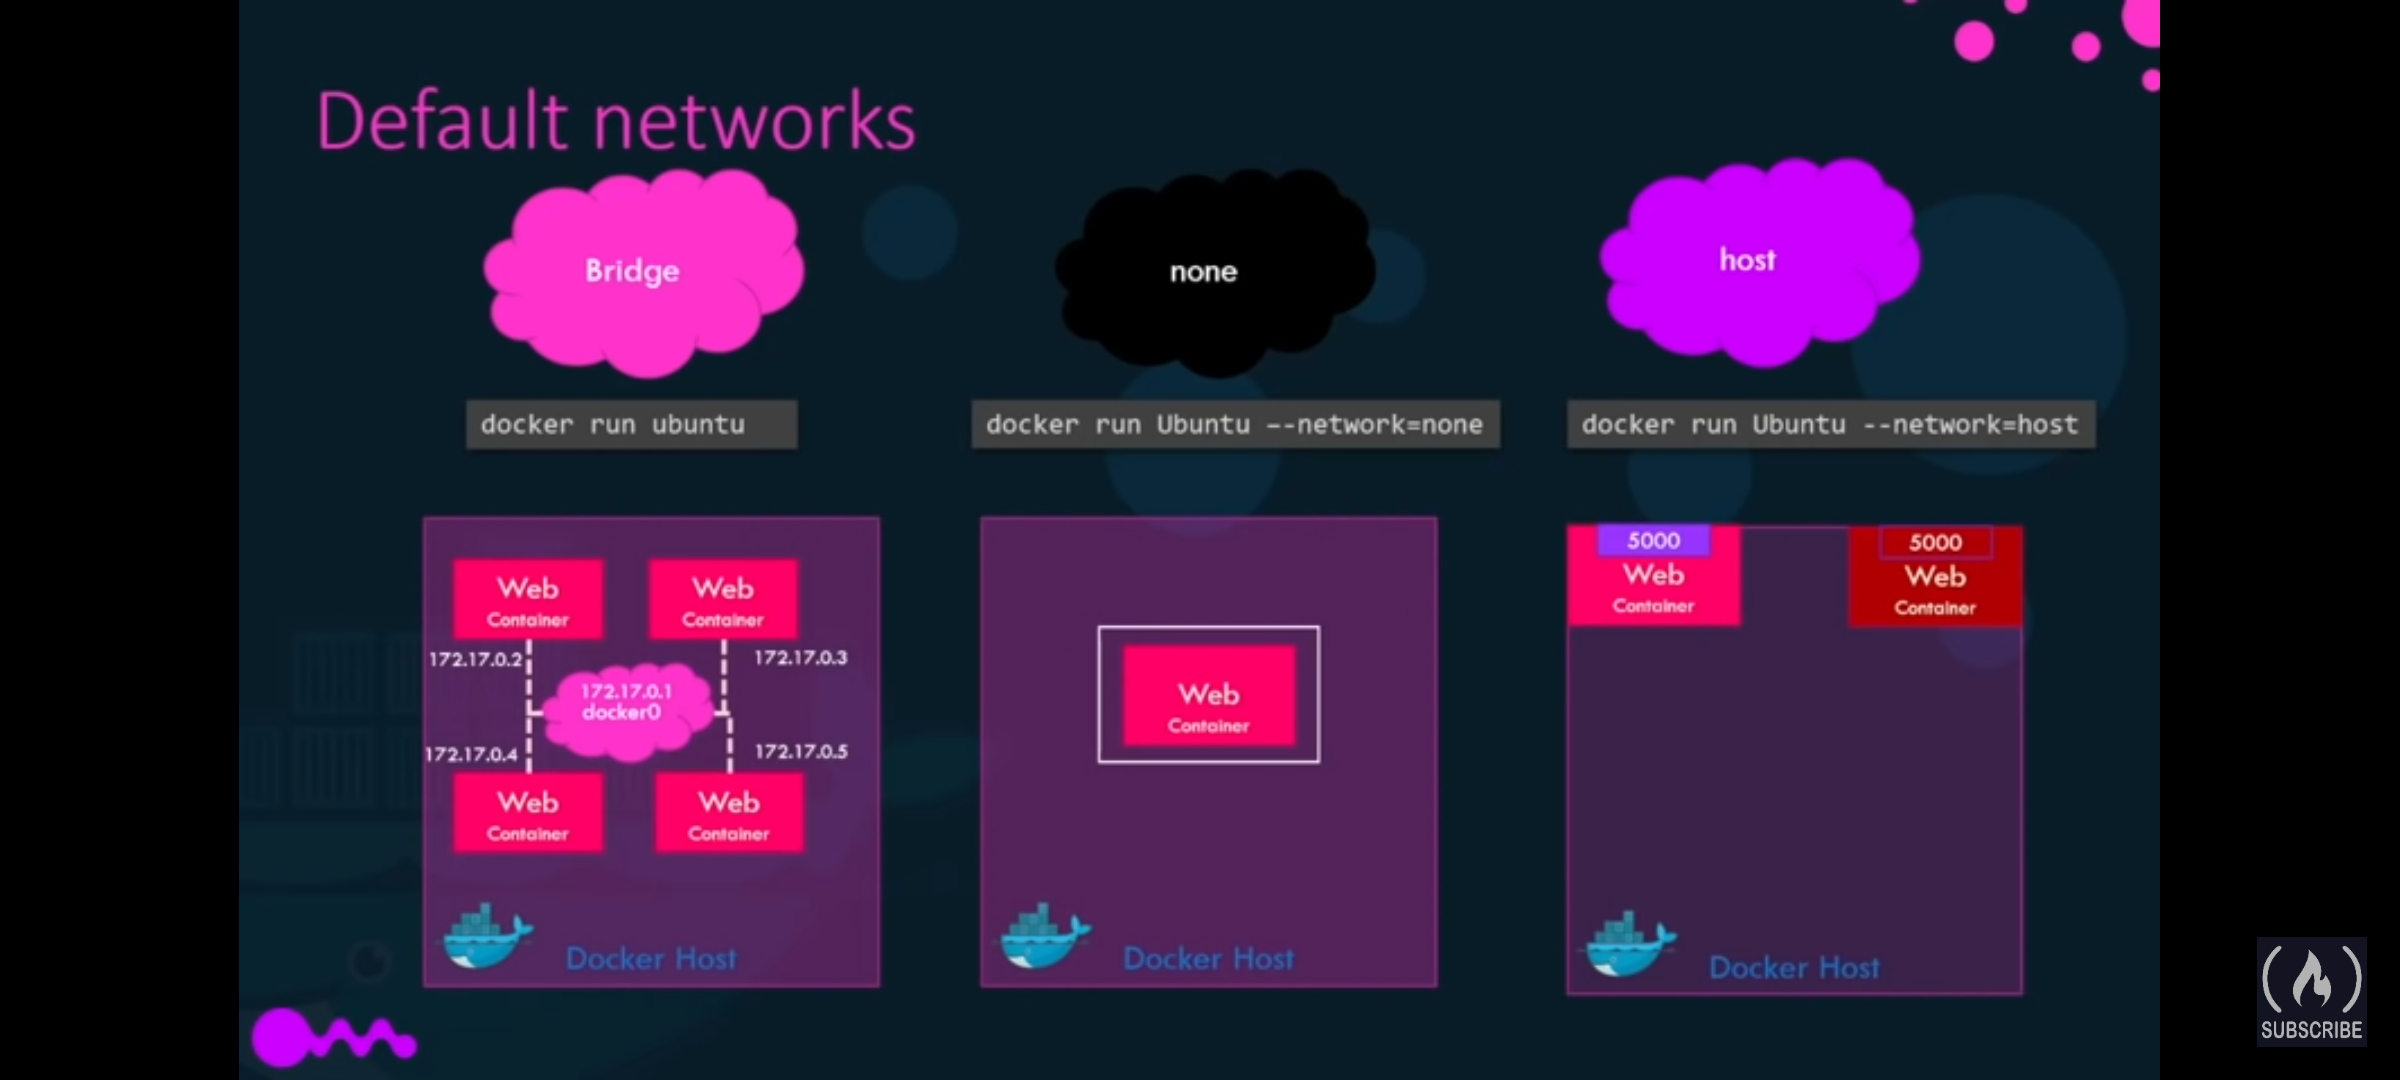 Default networks
Bridge
none
host
docker run ubuntu
docker run Ubuntu –-network=none
docker run Ubuntu --network=host
Web
Container
Web
Container
172.17.0.2
172.17.0.3
172.17.0.1
docker0
172.17.0.4
172.17.0.5
Web
Container
Web
Container
Docker Host
Web
Container
Docker Host
5000
Web
Container
5000
Web
Container
Docker Host
SUBSCRIBE